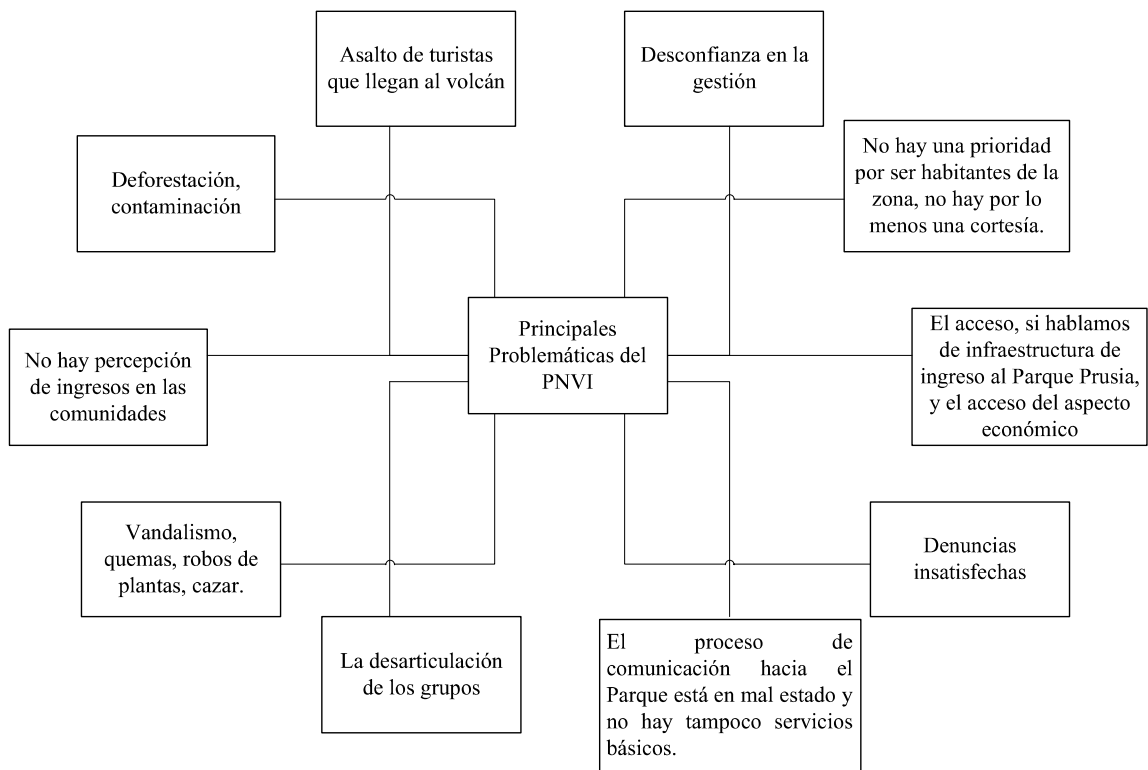 Asalto de turistas
que llegan al volcán
Desconfianza en la
gestión
Deforestación,
contaminación
No hay una prioridad
por ser habitantes de la
zona, no hay por lo
menos una cortesía.
Principales
Problemáticas del
PNVI
No hay percepción
de ingresos en las
comunidades
El acceso, si hablamos
de infraestructura de
ingreso al Parque Prusia,
y el acceso del aspecto
económico
Vandalismo,
quemas, robos de
plantas, cazar.
Denuncias
insatisfechas
La desarticulación
de los grupos
El proceso de
comunicación hacia el
Parque está en mal estado y
no hay tampoco servicios
básicos.